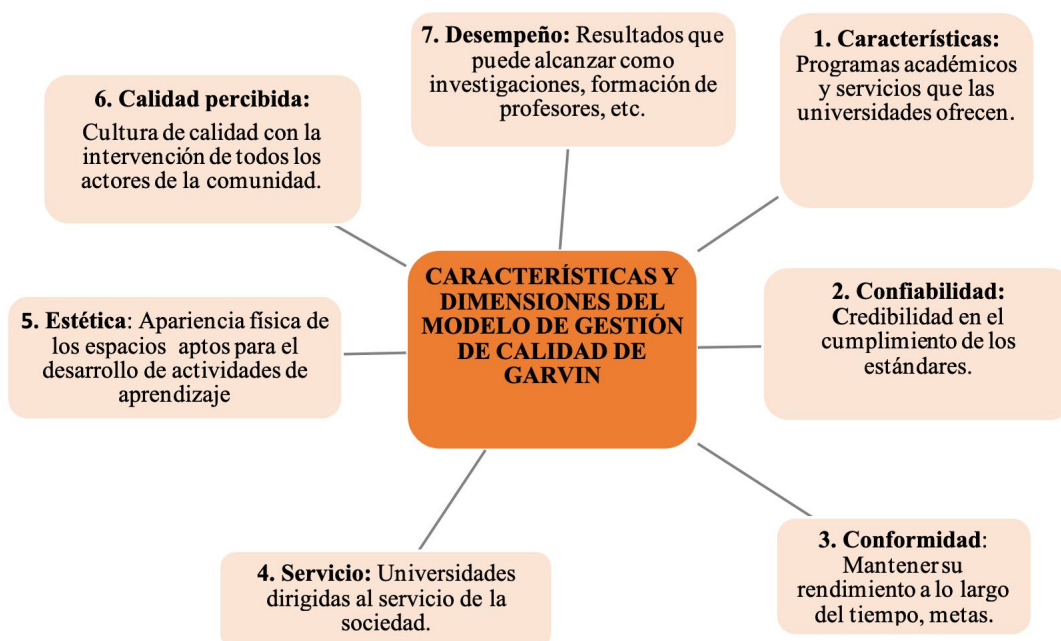 7. Desempeño: Resultados que
puede alcanzar como
investigaciones, formación de
profesores, etc.
1. Características:
Programas académicos
y servicios que las
universidades ofrecen.
6. Calidad percibida:
Cultura de calidad con la
intervención de todos los
actores de la comunidad.
CARACTERÍSTICAS Y
DIMENSIONES DEL
MODELO DE GESTIÓN
DE CALIDAD DE
GARVIN
2. Confiabilidad:
Credibilidad en el
cumplimiento de los
estándares.
5. Estética: Apariencia física de
los espacios aptos para el
desarrollo de actividades de
aprendizaje
3. Conformidad:
Mantener su
rendimiento a lo largo
del tiempo, metas.
4. Servicio: Universidades
dirigidas al servicio de la
sociedad.